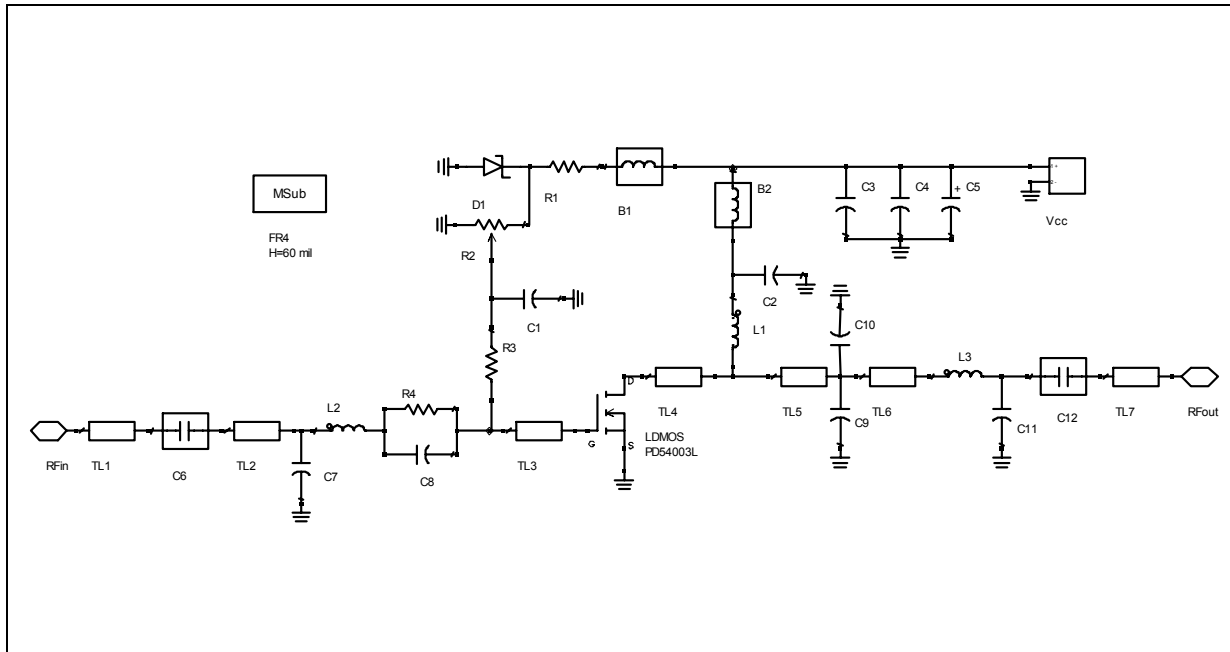 MSub
FR4
H=60 mil
D1
R1
B1
B2
C3
C4
+ C5
Vcc
R2
C1
C2
R3
L1
C10
L3
R4
L2
D
G
S
TL4
TL5
TL6
C9
C11
C12
TL7
RFout
LDMOS
PD54003L
RFin
TL1
C6
TL2
C7
C8
TL3